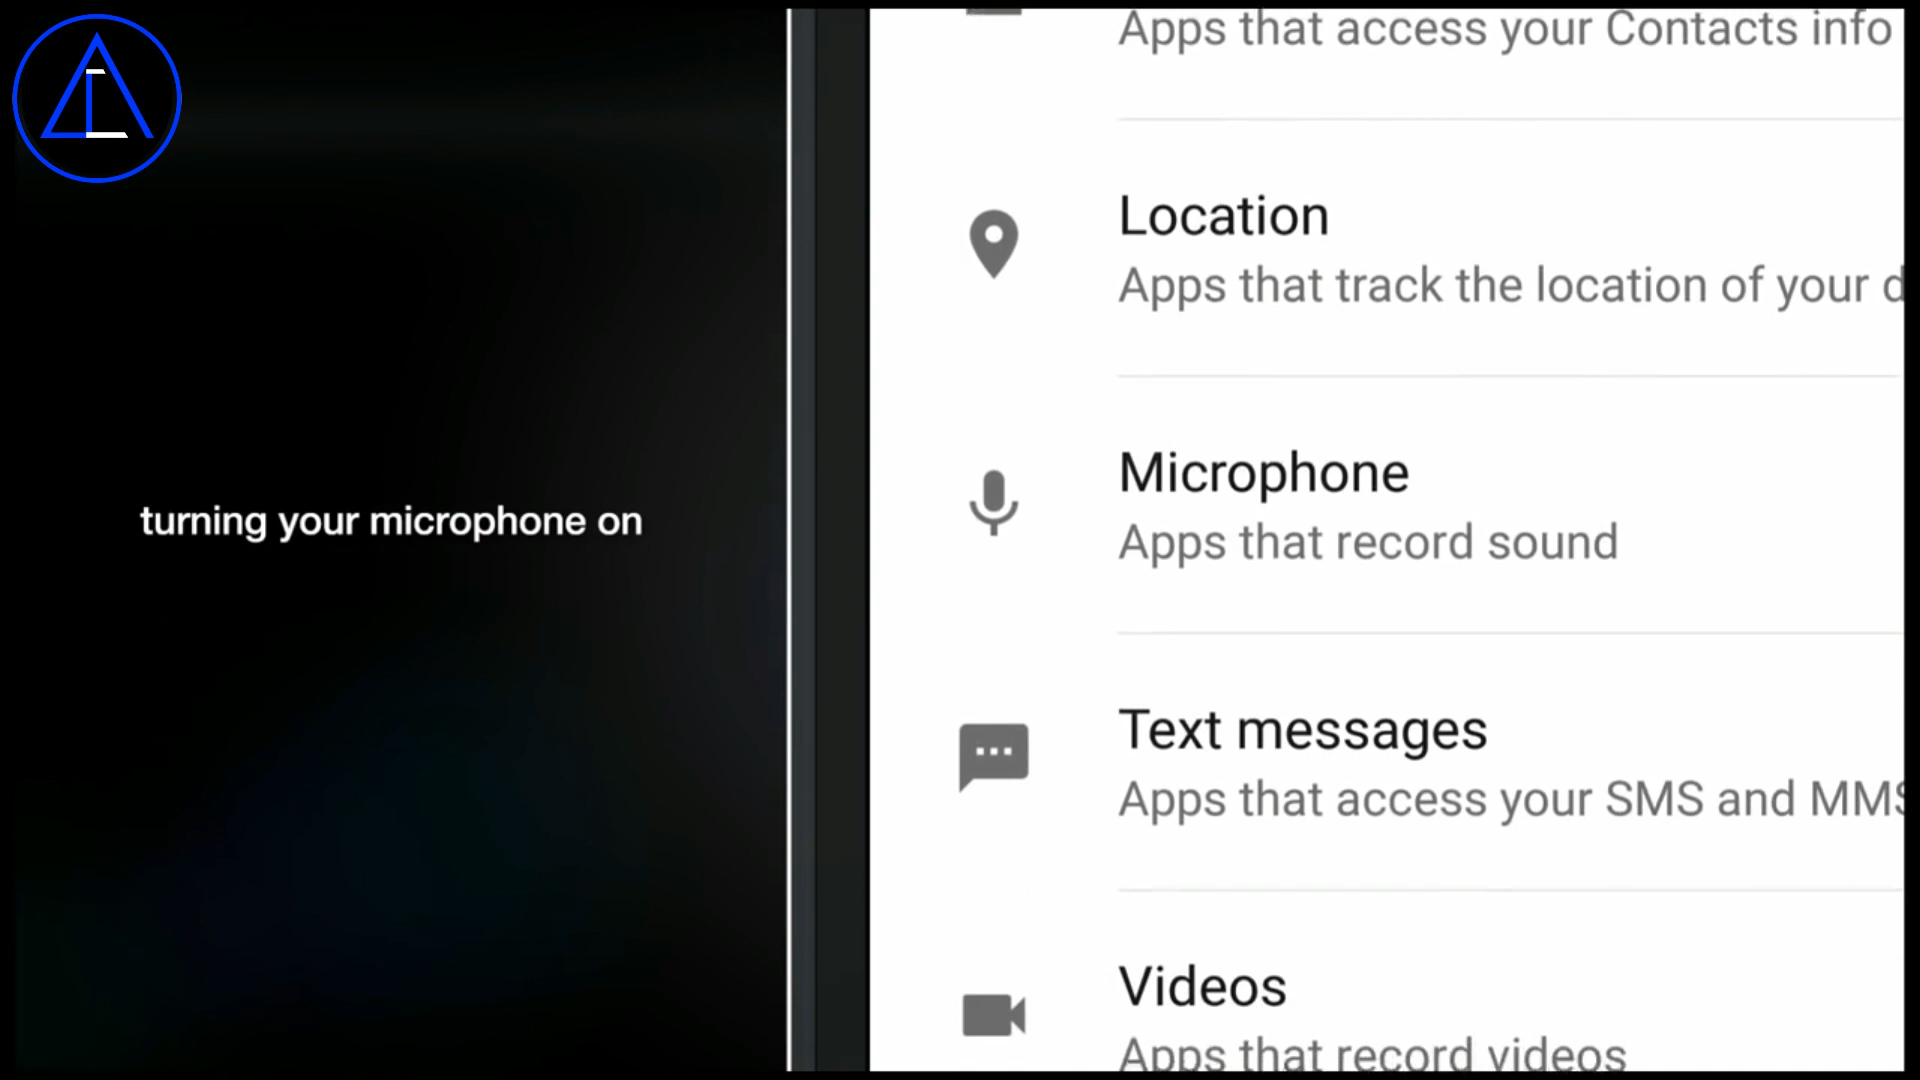 turning your microphone on
Apps that access your Contacts info
Location
Apps that track the location of your d
Microphone
Apps that record sound
Text messages
Apps that access your SMS and MMS
Videos
Apps that record videos